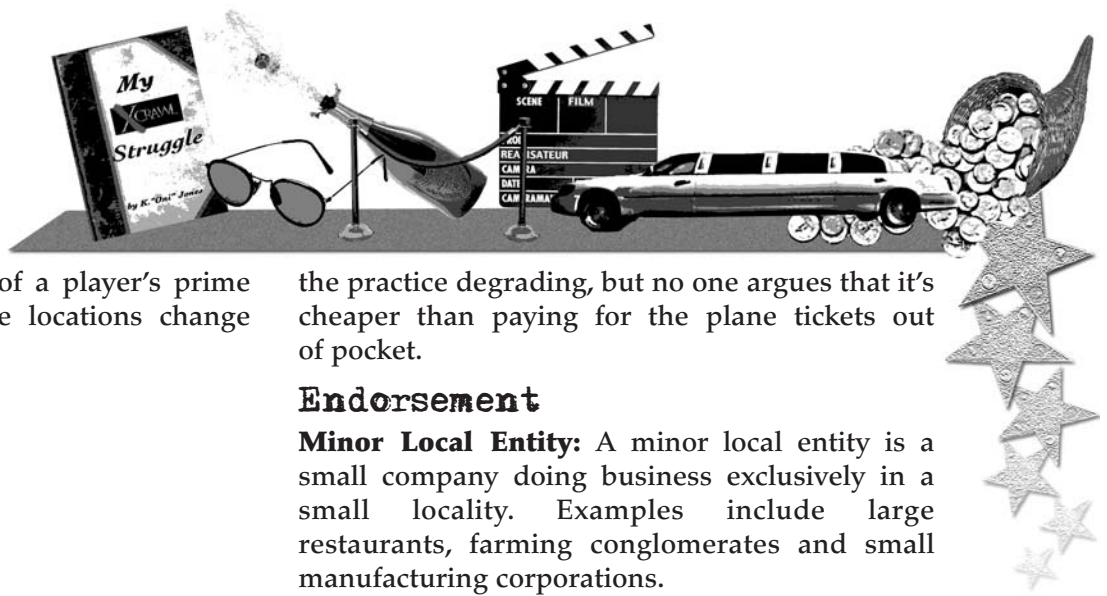 My
XCRAWL
Struggle
by K. "Oni" Jones
SCENE FILM
REALISATEUR
CAMERA
DATE
CAMERAMAN
of a player's prime
e locations change
the practice degrading, but no one argues that it's
cheaper than paying for the plane tickets out
of pocket.
Endorsement
Minor Local Entity: A minor local entity is a
small company doing business exclusively in a
small locality. Examples include large
restaurants, farming conglomerates and small
manufacturing corporations.